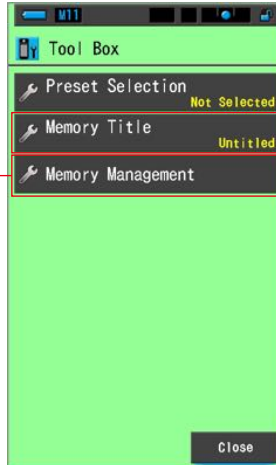 M11
Tool Box
Preset Selection
Not Selected
Memory Title
Untitled
Memory Management
Close